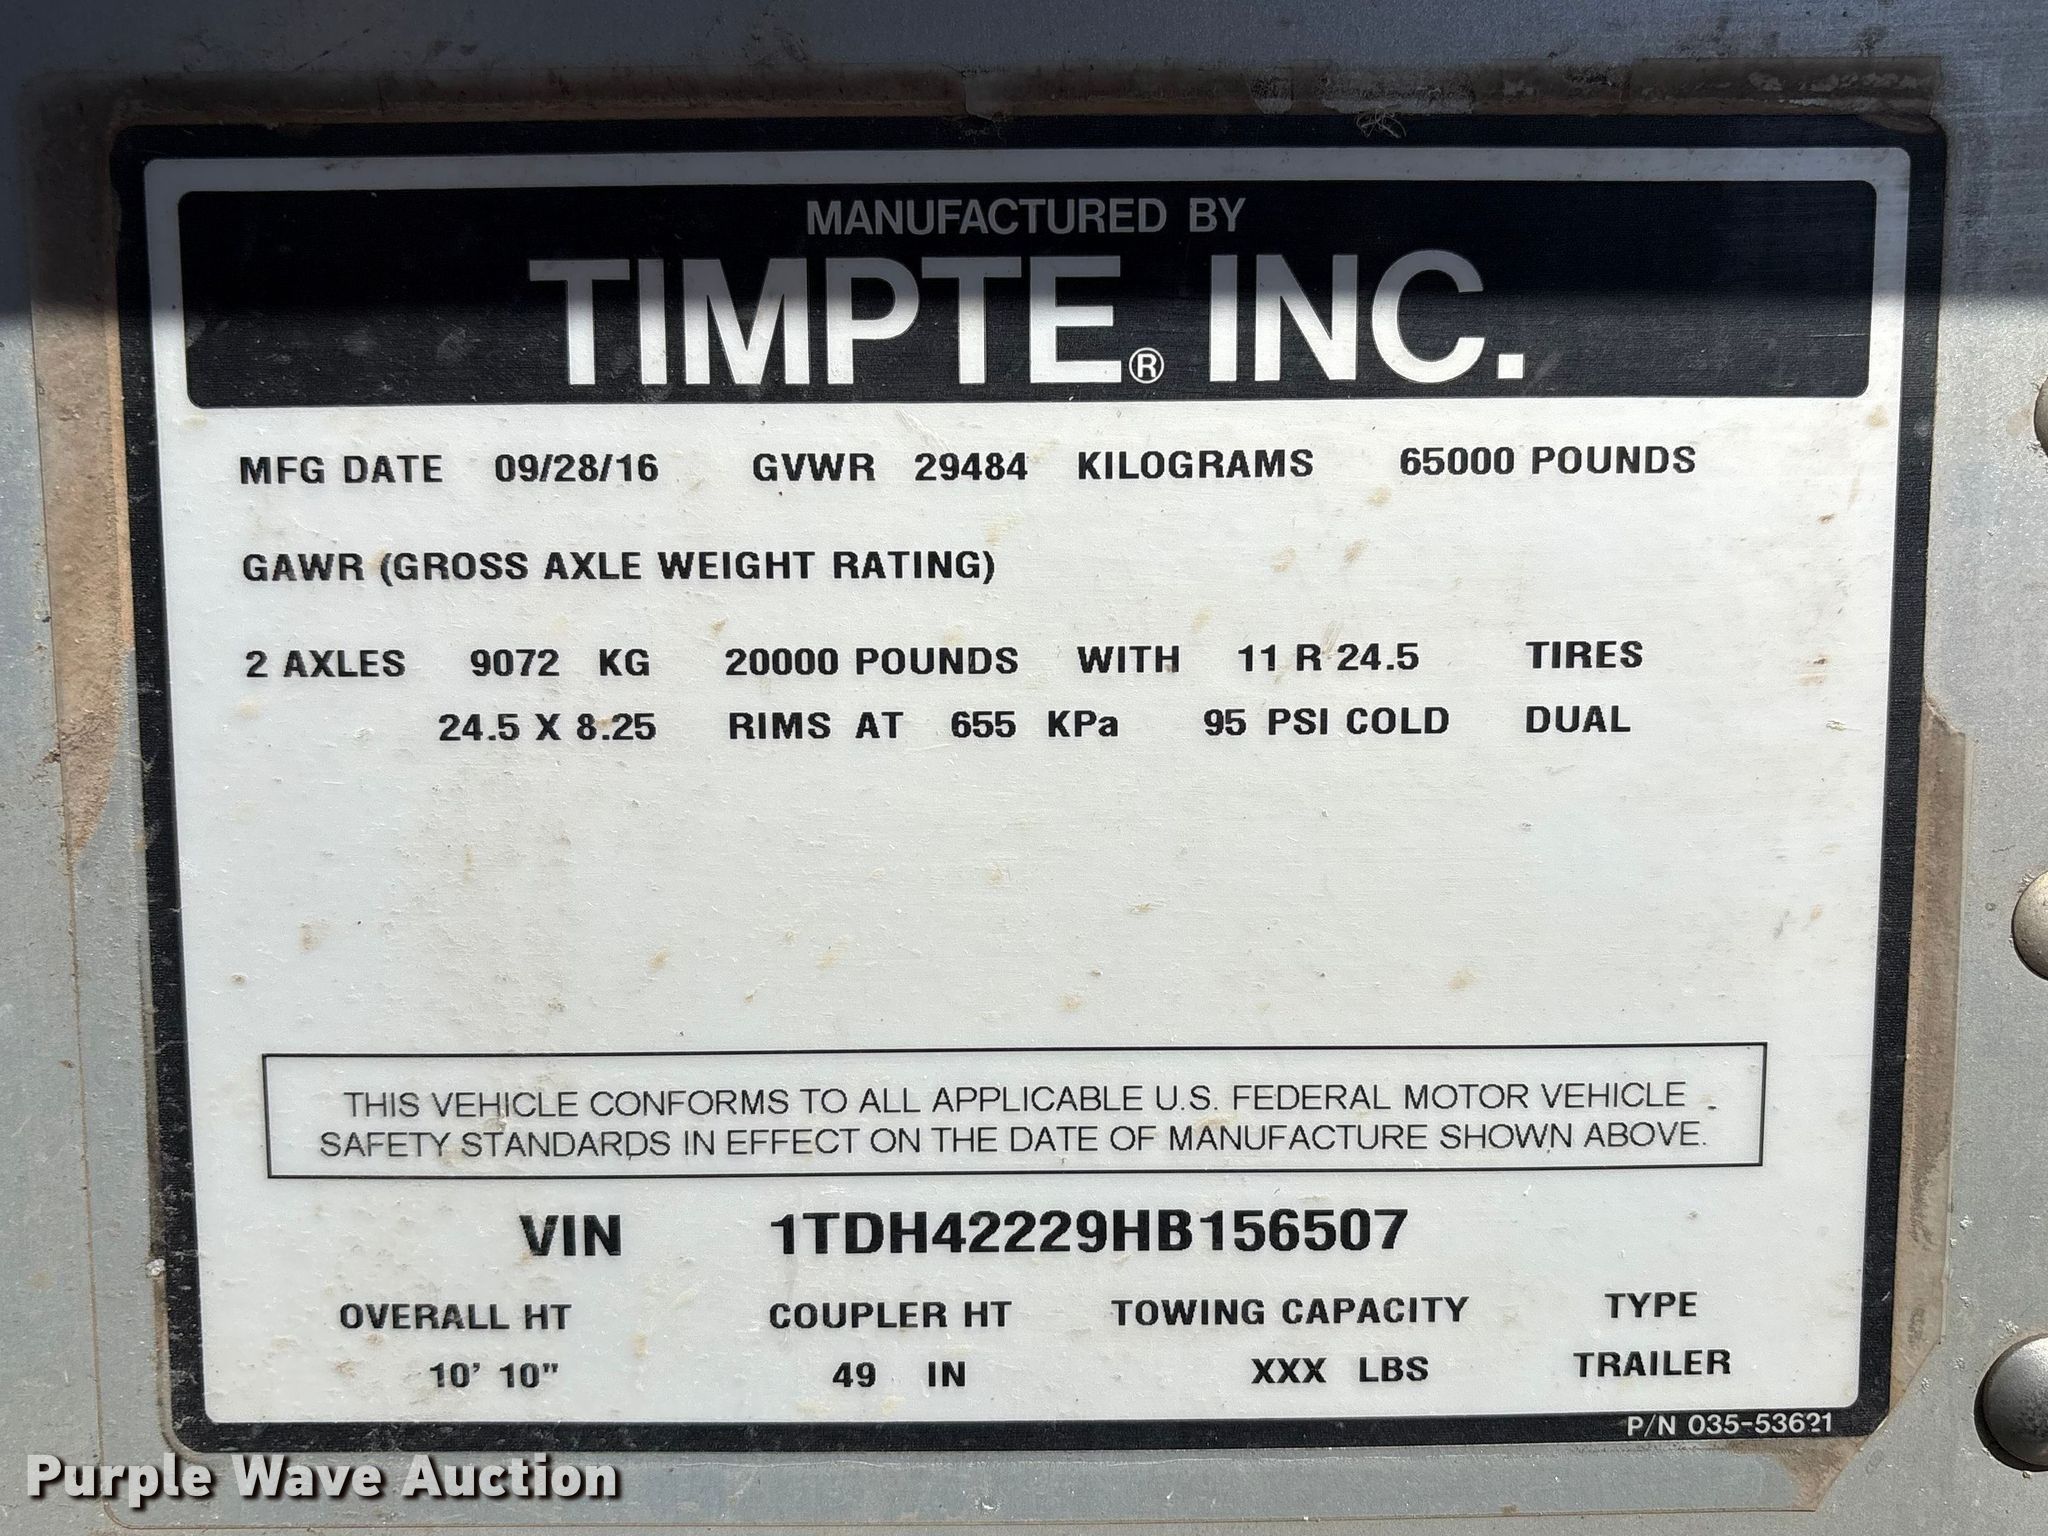 MANUFACTURED BY
TIMPTE® INC.
MFG DATE 09/28/16 GVWR 29484 KILOGRAMS 65000 POUNDS
GAWR (GROSS AXLE WEIGHT RATING)
2 AXLES 9072 KG 20000 POUNDS WITH 11 R 24.5 TIRES
24.5 X 8.25 RIMS AT 655 KPa 95 PSI COLD DUAL
THIS VEHICLE CONFORMS TO ALL APPLICABLE U.S. FEDERAL MOTOR VEHICLE
SAFETY STANDARDS IN EFFECT ON THE DATE OF MANUFACTURE SHOWN ABOVE.
VIN 1TDH42229HB156507
OVERALL HT COUPLER HT TOWING CAPACITY TYPE
10' 10" 49 IN XXX LBS TRAILER
P/N 035-53621
Purple Wave Auction